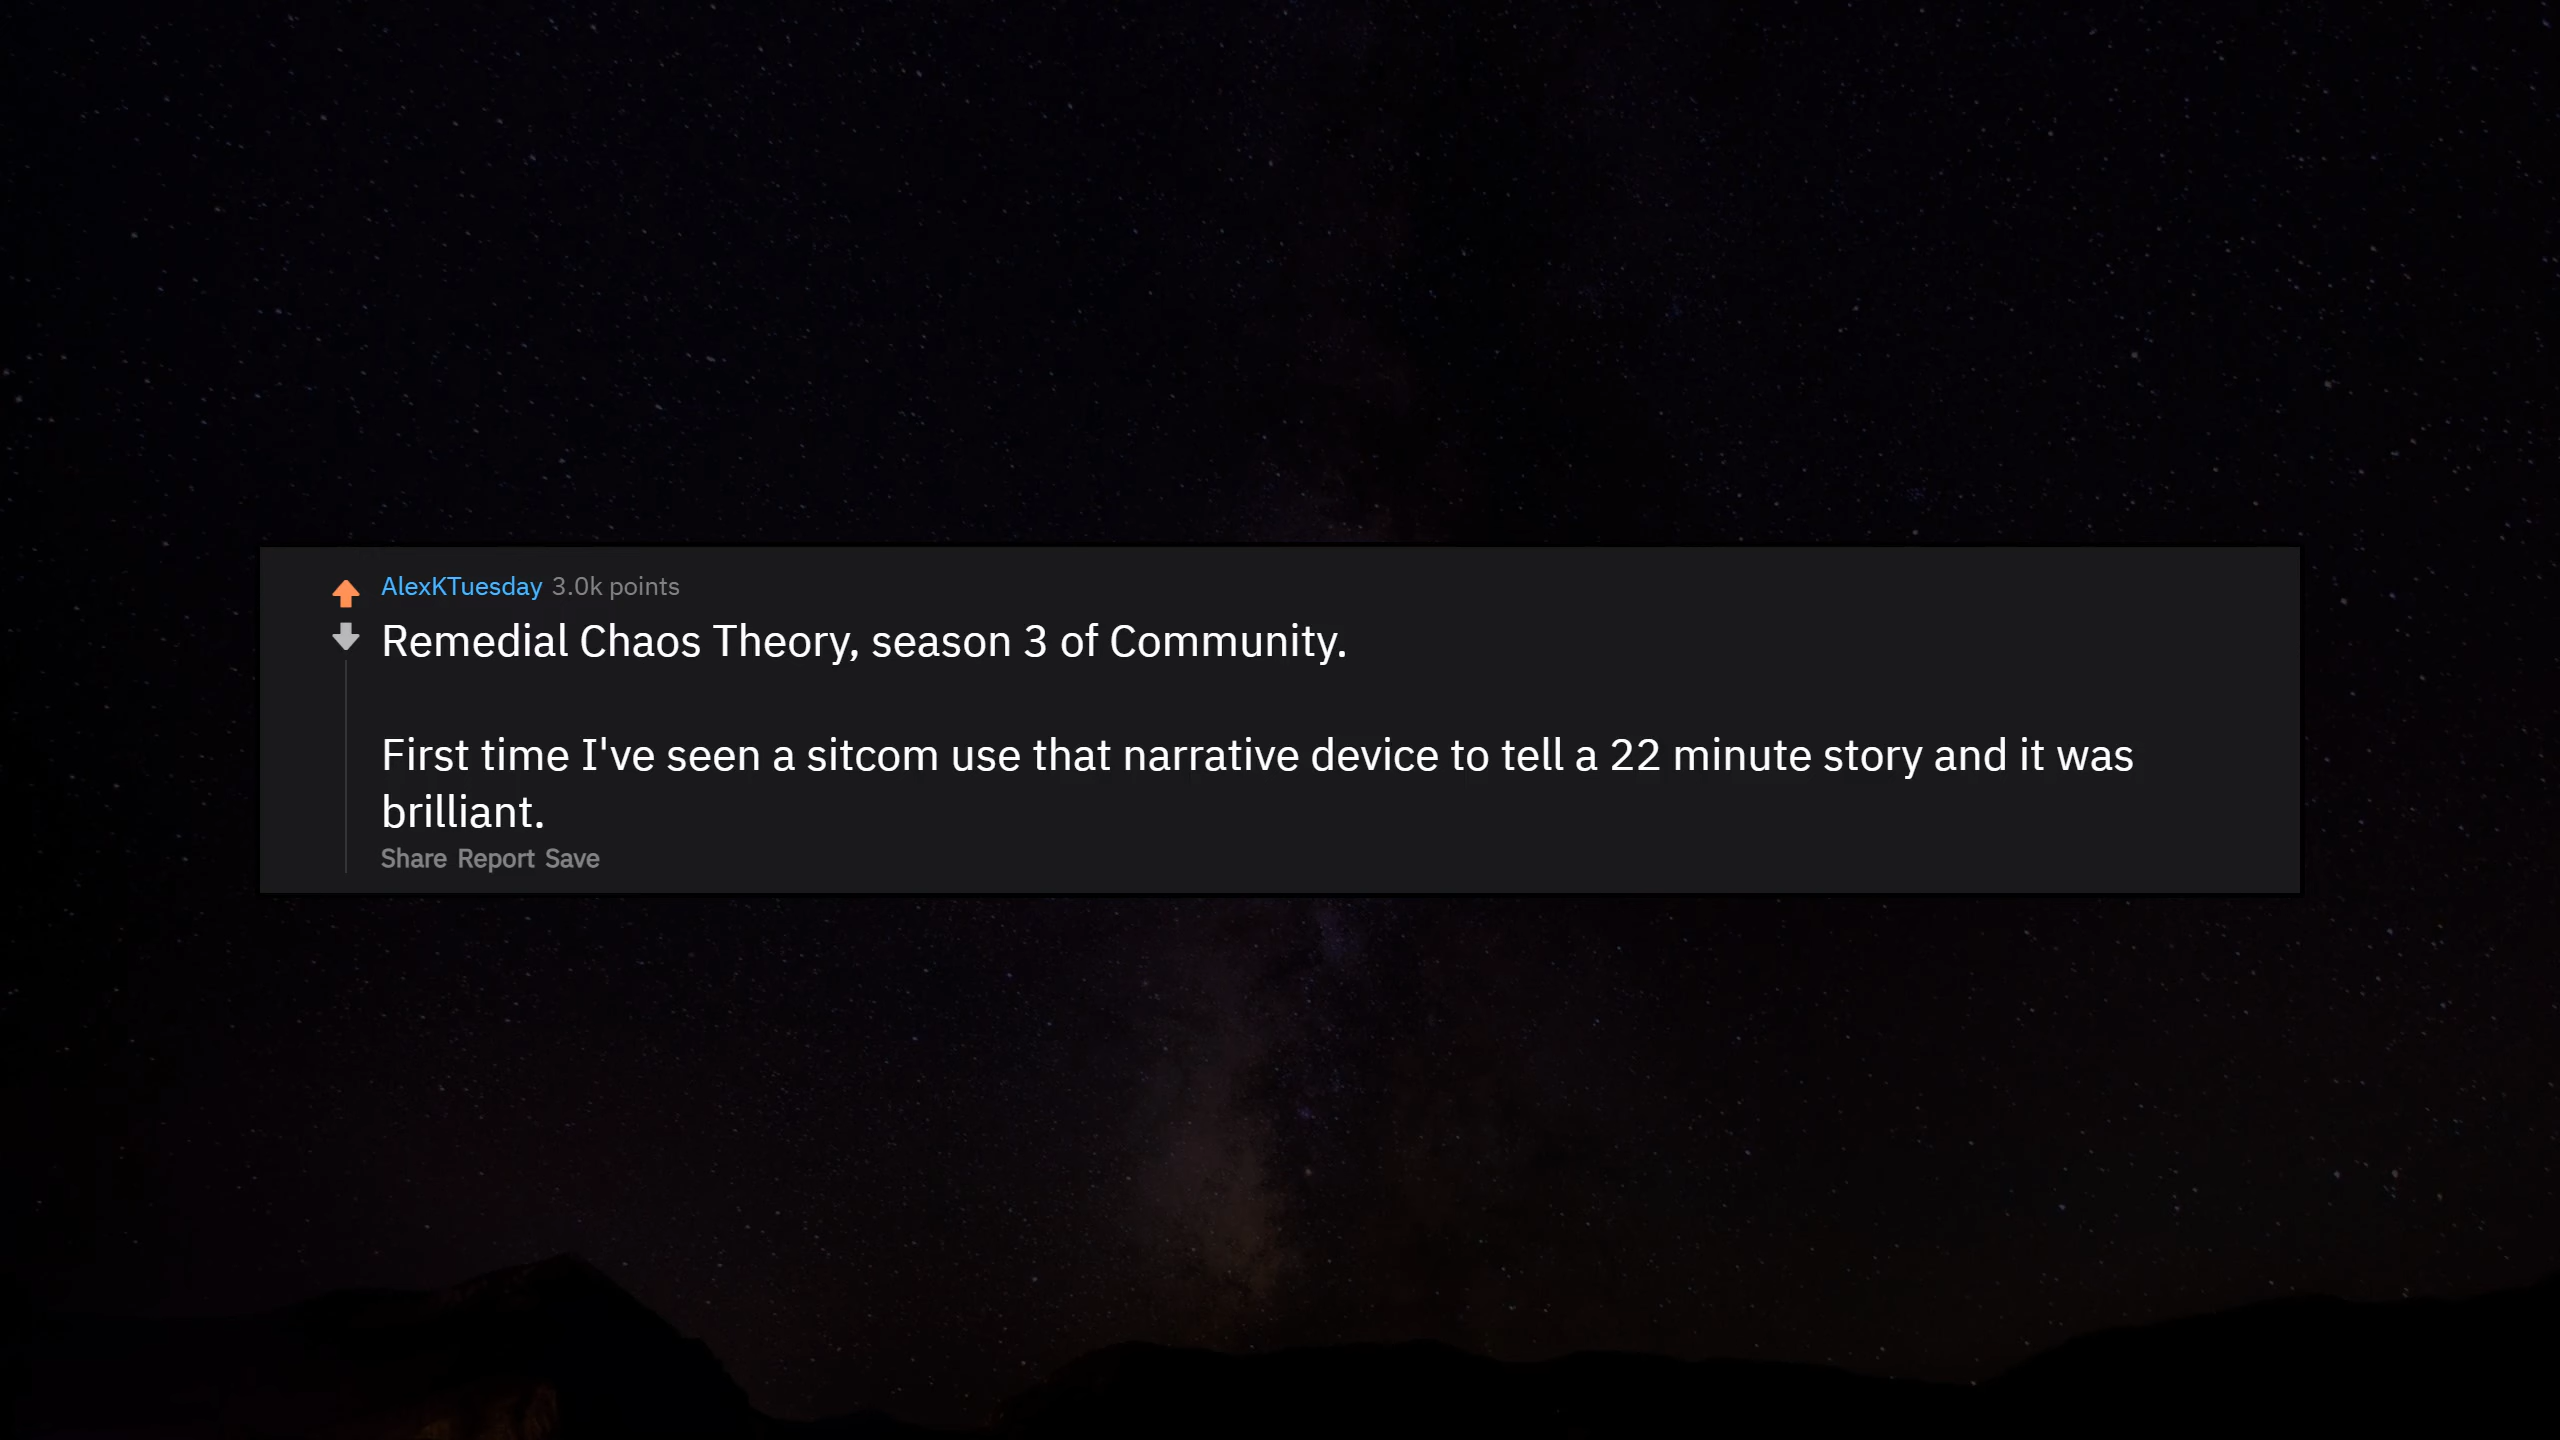 AlexKTuesday 3.0k points
Remedial Chaos Theory, season 3 of Community.
First time I've seen a sitcom use that narrative device to tell a 22 minute story and it was
brilliant.
Share Report Save